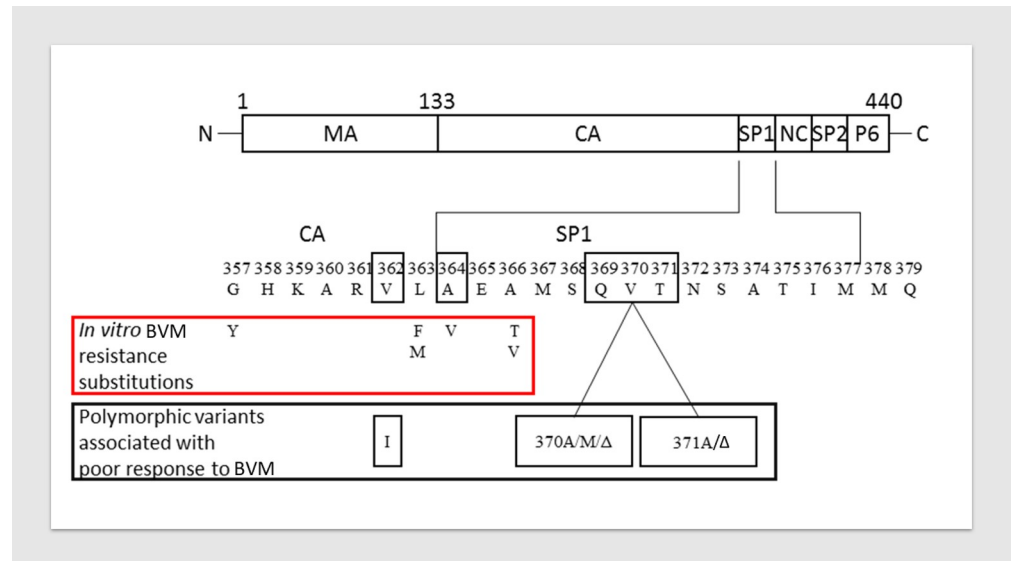 1 133 440
N MA CA SP1 NC SP2 P6 C
CA SP1
357 358 359 360 361 362 363 364 365 366 367 368 369 370 371 372 373 374 375 376 377 378 379
G H K A R V L A E A M S Q V T N S A T I M M Q
In vitro BVM Y F V T
resistance M V
substitutions
Polymorphic variants
associated with I 370A/M/Δ 371A/Δ
poor response to BVM